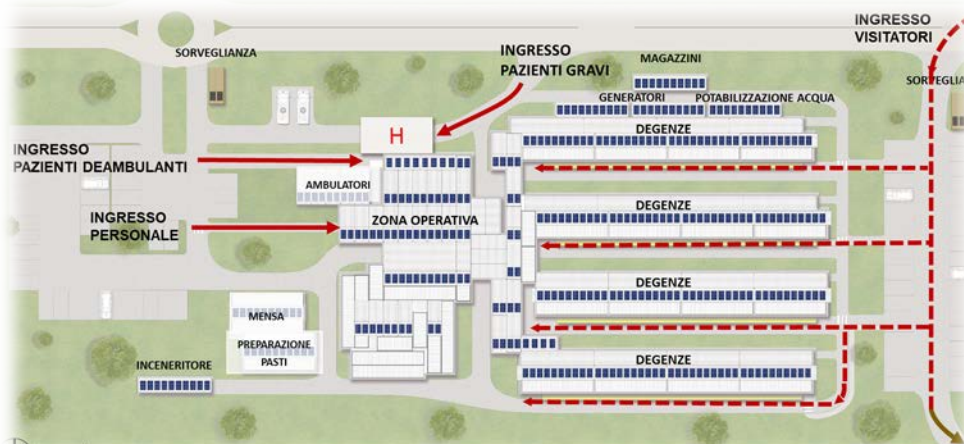 INGRESSO
VISITATORI
SORVEGLIANZA
INGRESSO
PAZIENTI GRAVI
MAGAZZINI
SORVEGLIA
GENERATORI
POTABILIZZAZIONE ACQUA
H
DEGENZE
INGRESSO
PAZIENTI DEAMBULANTI
AMBULATORI
DEGENZE
INGRESSO
PERSONALE
ZONA OPERATIVA
DEGENZE
MENSA
PREPARAZIONE
PASTI
INCENERITORE
DEGENZE